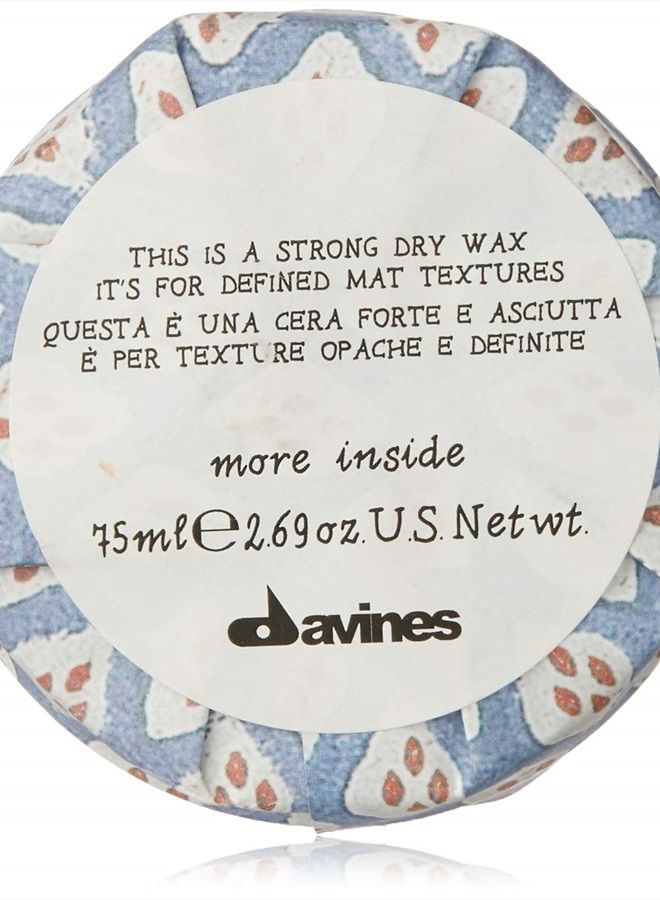 THIS IS A STRONG DRY WAX
IT'S FOR DEFINED MAT TEXTURES
QUESTA È UNA CERA FORTE E ASCIUTTA
È PER TEXTURE OPACHE E DEFINITE
more inside
75ml℮2.69oz.U.S.Netwt.
davines